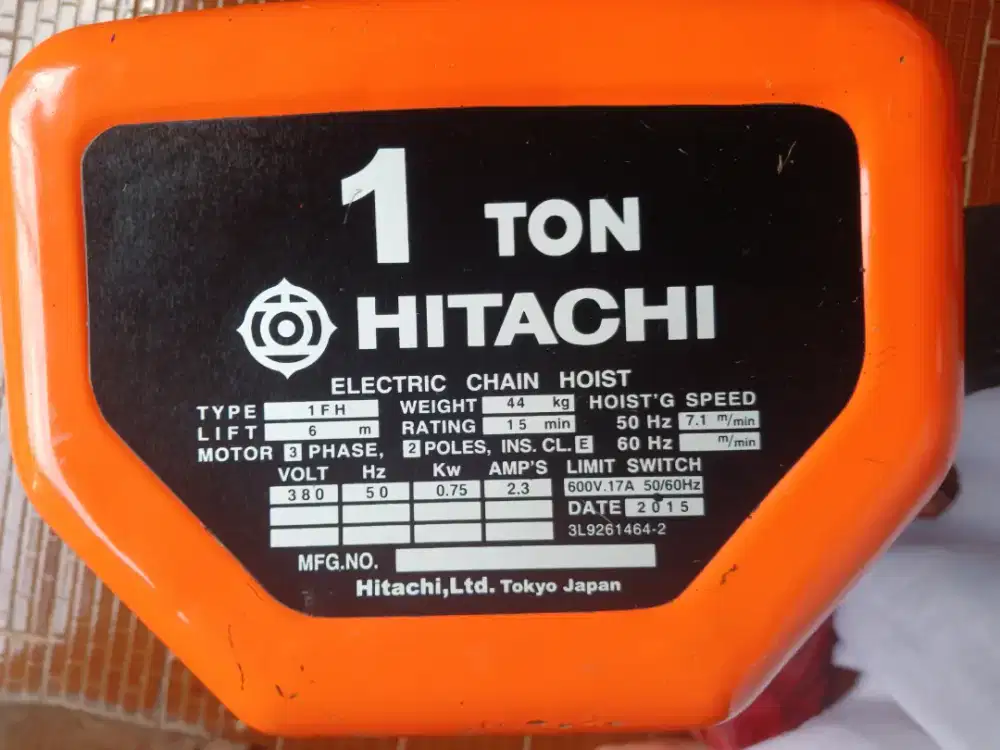 1 TON
HITACHI
ELECTRIC CHAIN HOIST
TYPE 1FH WEIGHT 44 kg HOIST'G SPEED
LIFT 6 m RATING 15 min 50 Hz 7.1 m/min
MOTOR 3 PHASE, 2 POLES, INS. CL. E 60 Hz m/min
VOLT Hz Kw AMP'S LIMIT SWITCH
380 50 0.75 2.3 600V.17A 50/60Hz
DATE 2015
3L9261464-2
MFG.NO.
Hitachi,Ltd. Tokyo Japan